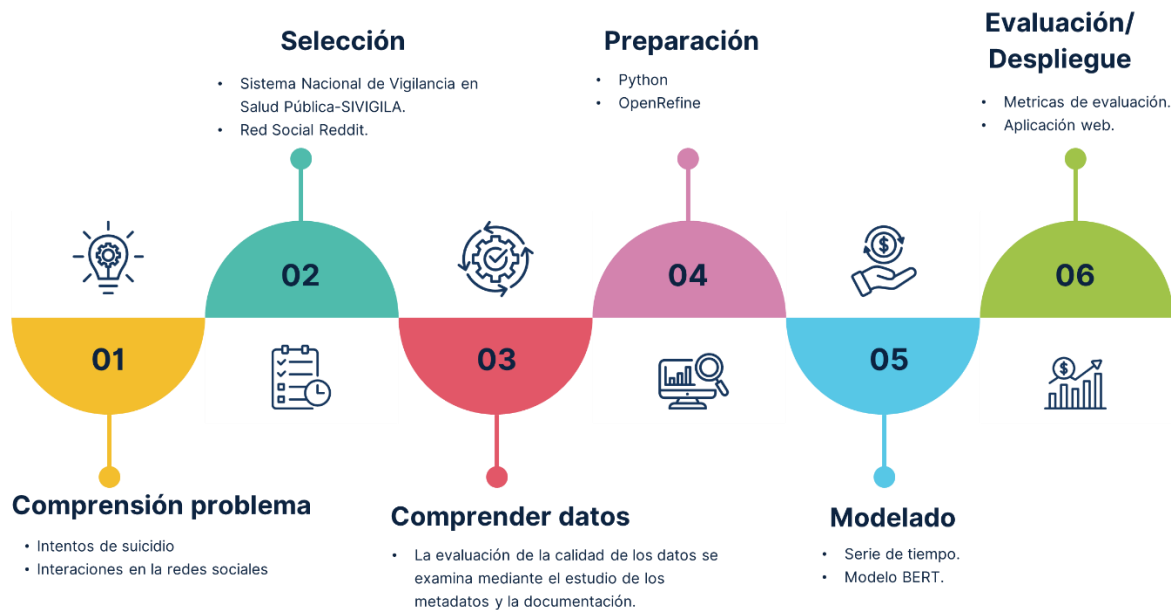 Selección
• Sistema Nacional de Vigilancia en
Salud Pública-SIVIGILA.
• Red Social Reddit.
Preparación
• Python
• OpenRefine
Evaluación/
Despliegue
• Metricas de evaluación.
• Aplicación web.
01
02
03
04
05
06
Comprensión problema
• Intentos de suicidio
• Interaciones en la redes sociales
Comprender datos
• La evaluación de la calidad de los datos se
examina mediante el estudio de los
metadatos y la documentación.
Modelado
• Serie de tiempo.
• Modelo BERT.